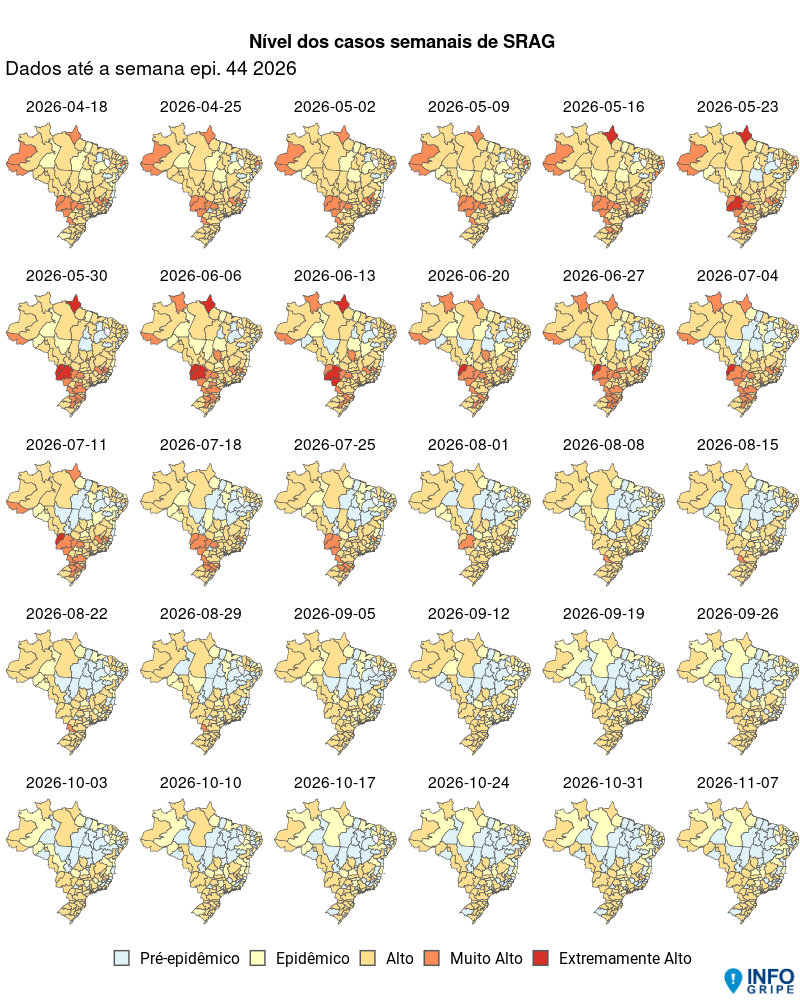 Nível dos casos semanais de SRAG
Dados até a semana epi. 44 2026
2026-04-18 2026-04-25 2026-05-02 2026-05-09 2026-05-16 2026-05-23
2026-05-30 2026-06-06 2026-06-13 2026-06-20 2026-06-27 2026-07-04
2026-07-11 2026-07-18 2026-07-25 2026-08-01 2026-08-08 2026-08-15
2026-08-22 2026-08-29 2026-09-05 2026-09-12 2026-09-19 2026-09-26
2026-10-03 2026-10-10 2026-10-17 2026-10-24 2026-10-31 2026-11-07
Pré-epidêmico Epidêmico Alto Muito Alto Extremamente Alto
INFO
GRIPE